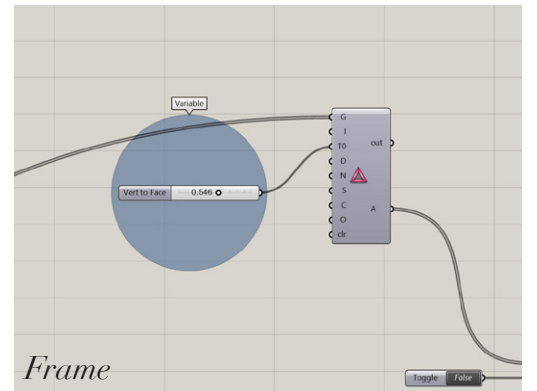 Variable
Vert to Face 0.546
G
I
T0
D
N
S
C
O
clr
out
A
Toggle False
Frame